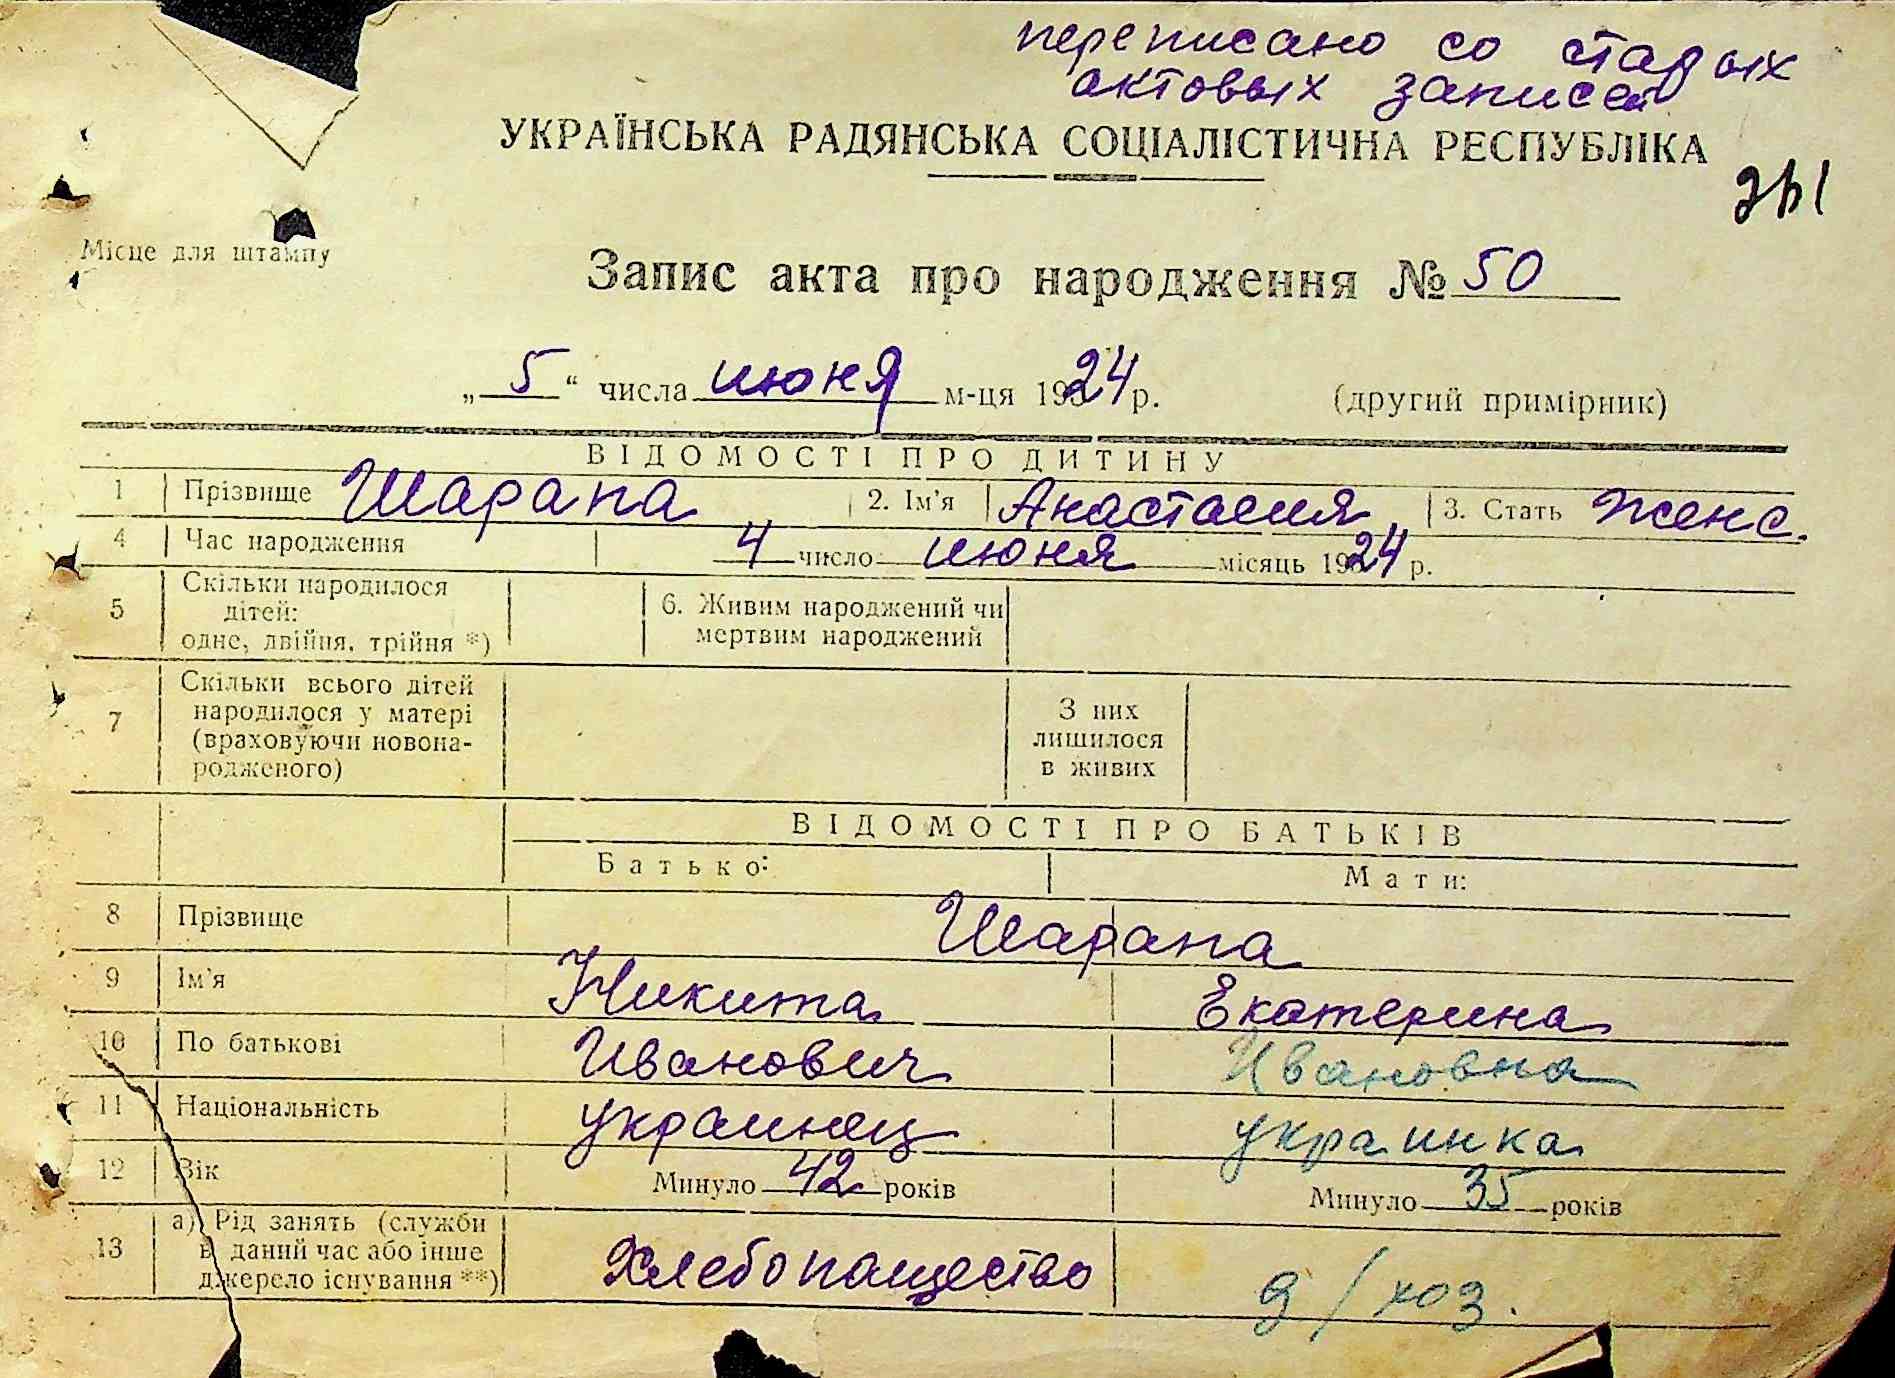 переписано со старых
актовых записей
УКРАЇНСЬКА РАДЯНСЬКА СОЦІАЛІСТИЧНА РЕСПУБЛІКА
Місце для штампу
Запис акта про народження № 50
„ 5 “ числа июня м-ця 1924 р. (другий примірник)
ВІДОМОСТІ ПРО ДИТИНУ
1 Прізвище Шарапа 2. Ім'я Анастасия 3. Стать женс.
4 Час народження 4 число июня місяць 1924 р.
5 Скільки народилося дітей: одне, двійня, трійня *) 6. Живим народжений чи мертвим народжений
7 Скільки всього дітей народилося у матері (враховуючи новонародженого) З них лишилося в живих
ВІДОМОСТІ ПРО БАТЬКІВ
Батько: Мати:
8 Прізвище Шарапа
9 Ім'я Никита Екатерина
10 По батькові Иванович Ивановна
11 Національність украинец украинка
12 Вік Минуло 42 років Минуло 35 років
13 а) Рід занять (служби в даний час або інше джерело існування **) Хлебопащество д/хоз.